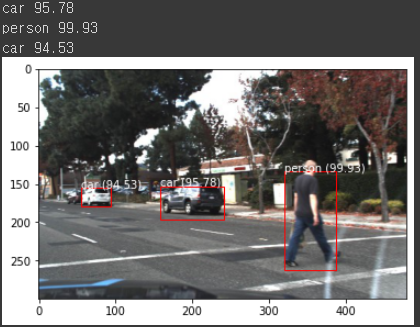 car 95.78
person 99.93
car 94.53
0
50
100
150
200
250
0
100
200
300
400
person (99.93)
car (95.78)
car (94.53)